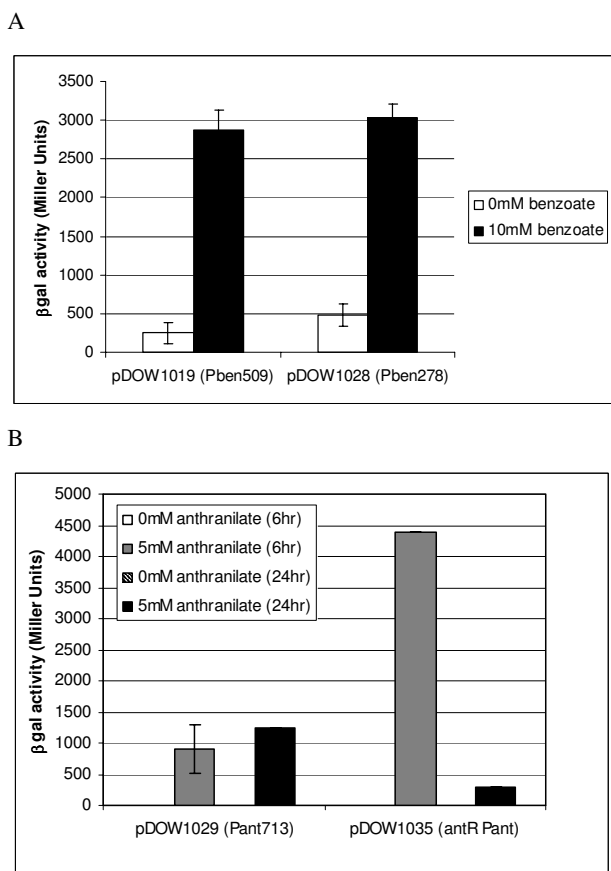 A
βgal activity (Miller Units)
3500
3000
2500
2000
1500
1000
500
0
pDOW1019 (Pben509)
pDOW1028 (Pben278)
0mM benzoate
10mM benzoate
B
βgal activity (Miller Units)
5000
4500
4000
3500
3000
2500
2000
1500
1000
500
0
0mM anthranilate (6hr)
5mM anthranilate (6hr)
0mM anthranilate (24hr)
5mM anthranilate (24hr)
pDOW1029 (Pant713)
pDOW1035 (antR Pant)